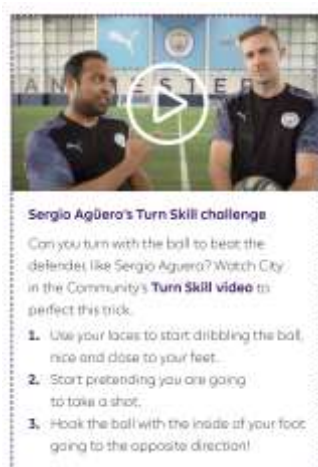 ANCHESTER
Sergio Agüero's Turn Skill challenge
Can you turn with the ball to beat the
defender, like Sergio Aguero? Watch City
in the Community's Turn Skill video to
perfect this trick.
1. Use your laces to start dribbling the ball,
nice and close to your feet.
2. Start pretending you are going
to take a shot.
3. Hook the ball with the inside of your foot
going to the opposite direction!